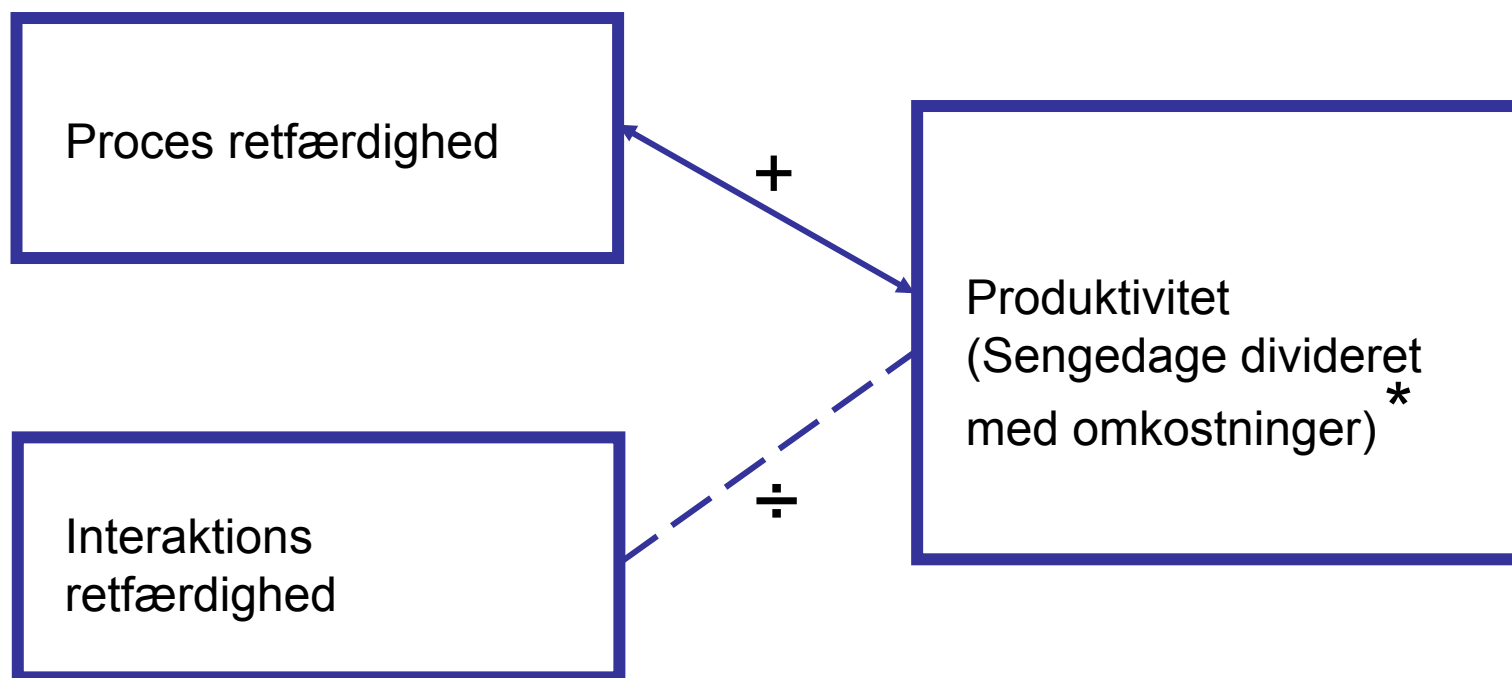 Proces retfærdighed
+
Produktivitet
(Sengedage divideret
med omkostninger)*
÷
Interaktions
retfærdighed